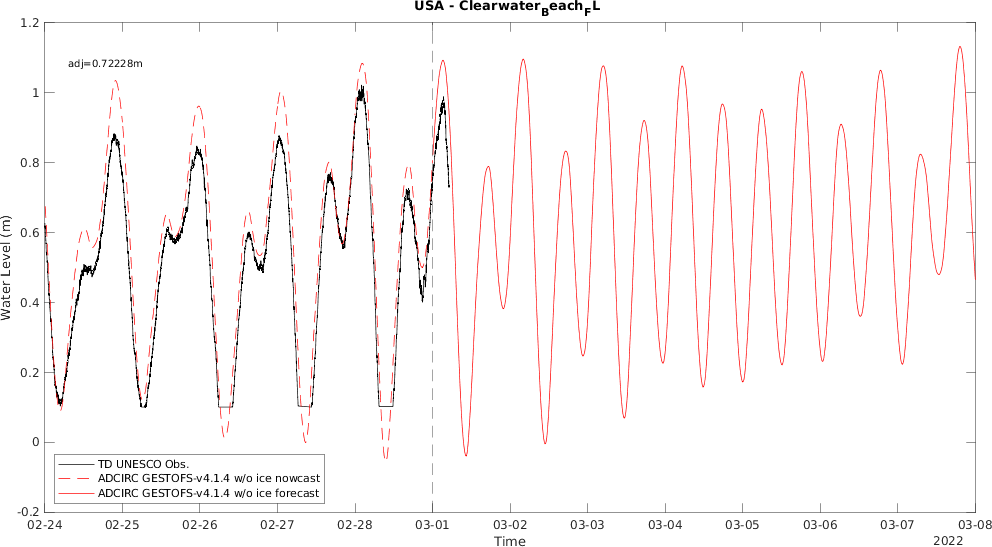 USA - Clearwater_Beach_FL
adj=0.72228m
1.2
1
0.8
0.6
0.4
0.2
0
-0.2
Water Level (m)
TD UNESCO Obs.
ADCIRC GESTOFS-v4.1.4 w/o ice nowcast
ADCIRC GESTOFS-v4.1.4 w/o ice forecast
02-24 02-25 02-26 02-27 02-28 03-01 03-02 03-03 03-04 03-05 03-06 03-07 03-08
Time
2022